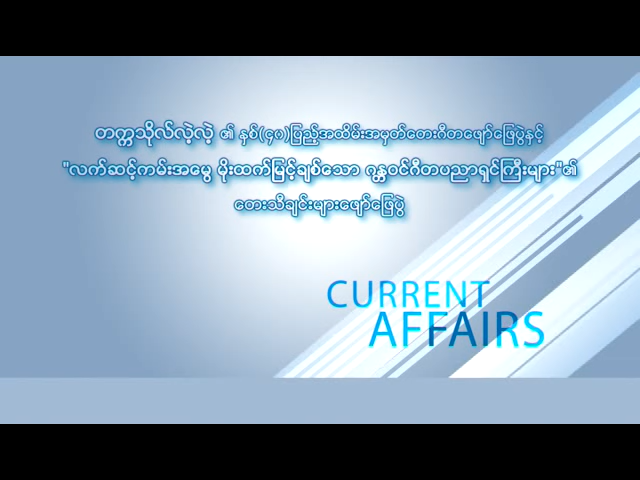 တက္ကသိုလ်လဲ့လဲ့ ၏ နှစ်(၄၀)ပြည့်အထိမ်းအမှတ်တေးဂီတဖျော်ဖြေပွဲနှင့်
"လက်ဆင့်ကမ်းအမွေ မိုးထက်မြင့်ချစ်သော ဂန္ထဝင်ဂီတပညာရှင်ကြီးများ"၏
တေးသီချင်းများဖျော်ဖြေပွဲ
CURRENT
AFFAIRS